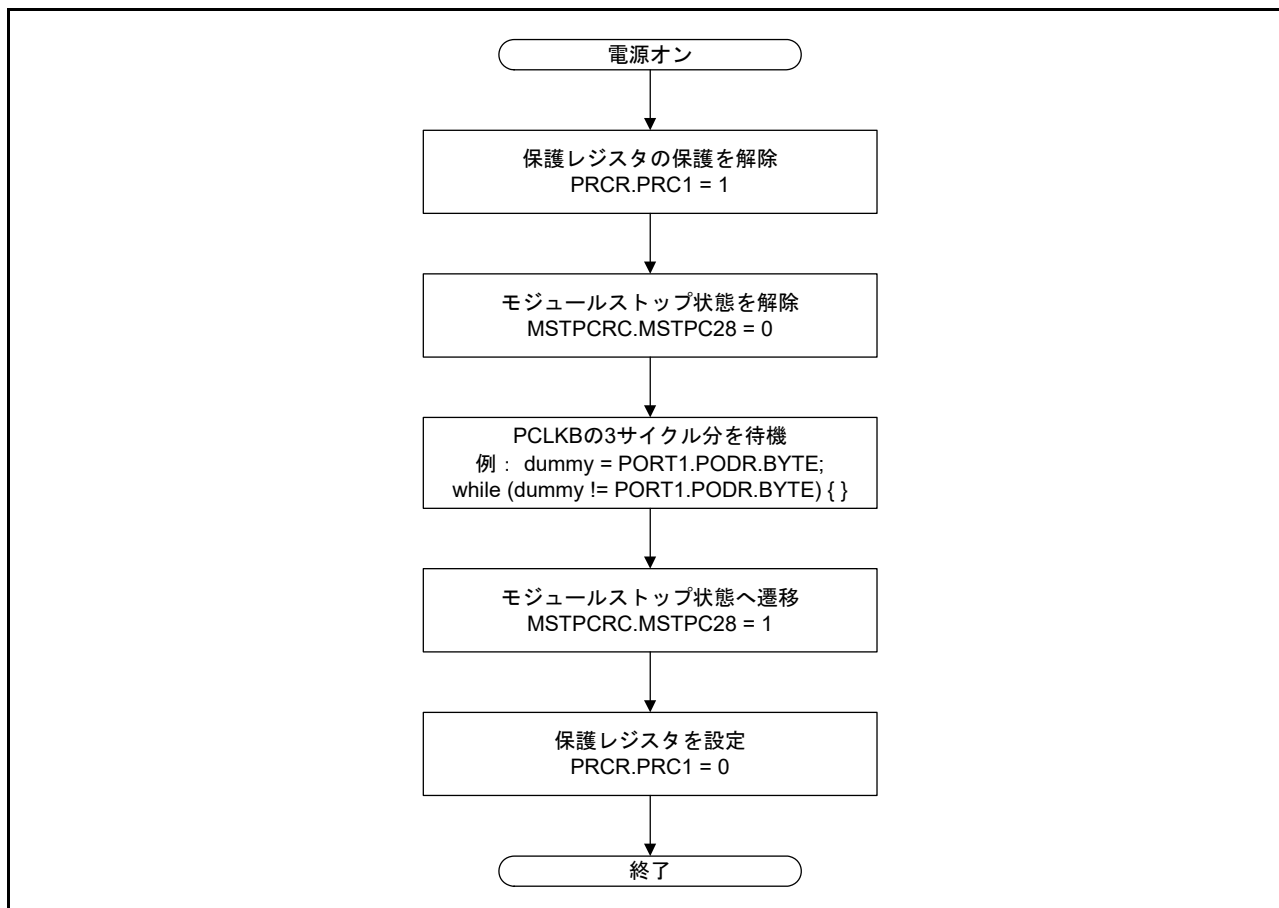 電源オン
保護レジスタの保護を解除
PRCR.PRC1 = 1
モジュールストップ状態を解除
MSTPCRC.MSTPC28 = 0
PCLKBの3サイクル分を待機
例： dummy = PORT1.PODR.BYTE;
while (dummy != PORT1.PODR.BYTE) { }
モジュールストップ状態へ遷移
MSTPCRC.MSTPC28 = 1
保護レジスタを設定
PRCR.PRC1 = 0
終了